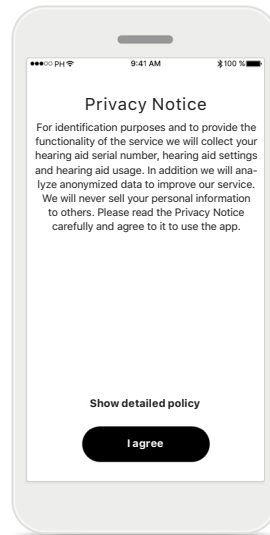 ●●●○○ PH 9:41 AM 100 %
Privacy Notice
For identification purposes and to provide the
functionality of the service we will collect your
hearing aid serial number, hearing aid settings
and hearing aid usage. In addition we will ana-
lyze anonymized data to improve our service.
We will never sell your personal information
to others. Please read the Privacy Notice
carefully and agree to it to use the app.
Show detailed policy
I agree